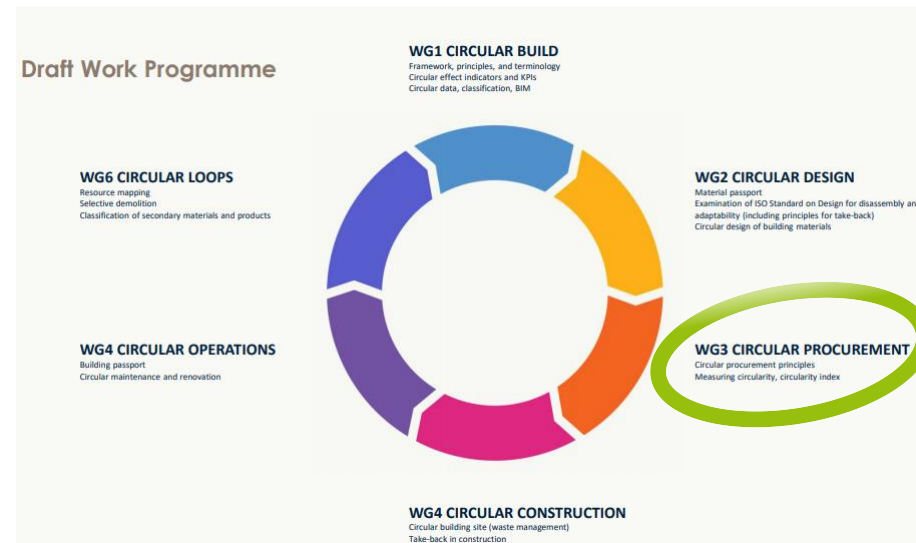 Draft Work Programme
WG1 CIRCULAR BUILD
Framework, principles, and terminology
Circular effect indicators and KPIs
Circular data, classification, BIM
WG2 CIRCULAR DESIGN
Material passport
Examination of ISO Standard on Design for disassembly an
adaptability (including principles for take-back)
Circular design of building materials
WG3 CIRCULAR PROCUREMENT
Circular procurement principles
Measuring circularity, circularity index
WG4 CIRCULAR CONSTRUCTION
Circular building site (waste management)
Take-back in construction
WG4 CIRCULAR OPERATIONS
Building passport
Circular maintenance and renovation
WG6 CIRCULAR LOOPS
Resource mapping
Selective demolition
Classification of secondary materials and products